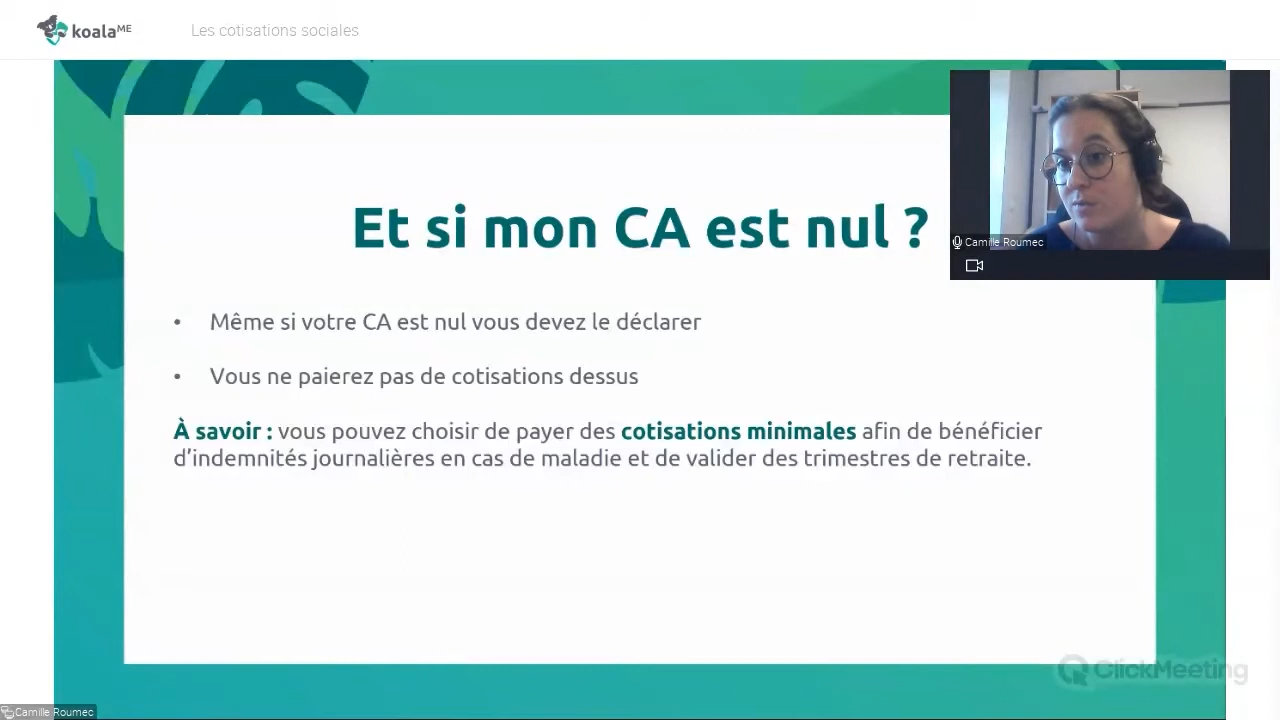 koalaME
Les cotisations sociales
Et si mon CA est nul ?
Camille Roumec
• Même si votre CA est nul vous devez le déclarer
• Vous ne paierez pas de cotisations dessus
À savoir : vous pouvez choisir de payer des cotisations minimales afin de bénéficier
d’indemnités journalières en cas de maladie et de valider des trimestres de retraite.
ClickMeeting
Camille Roumec